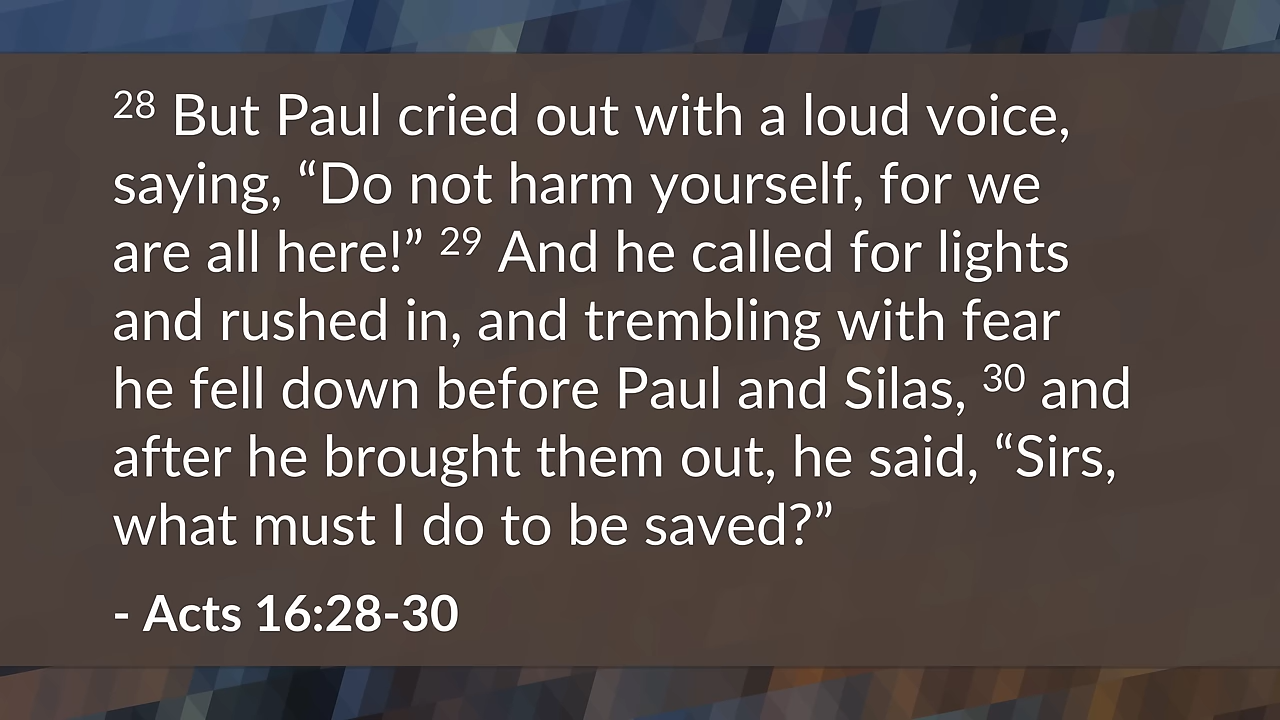 28 But Paul cried out with a loud voice,
saying, “Do not harm yourself, for we
are all here!” 29 And he called for lights
and rushed in, and trembling with fear
he fell down before Paul and Silas, 30 and
after he brought them out, he said, “Sirs,
what must I do to be saved?”
- Acts 16:28-30